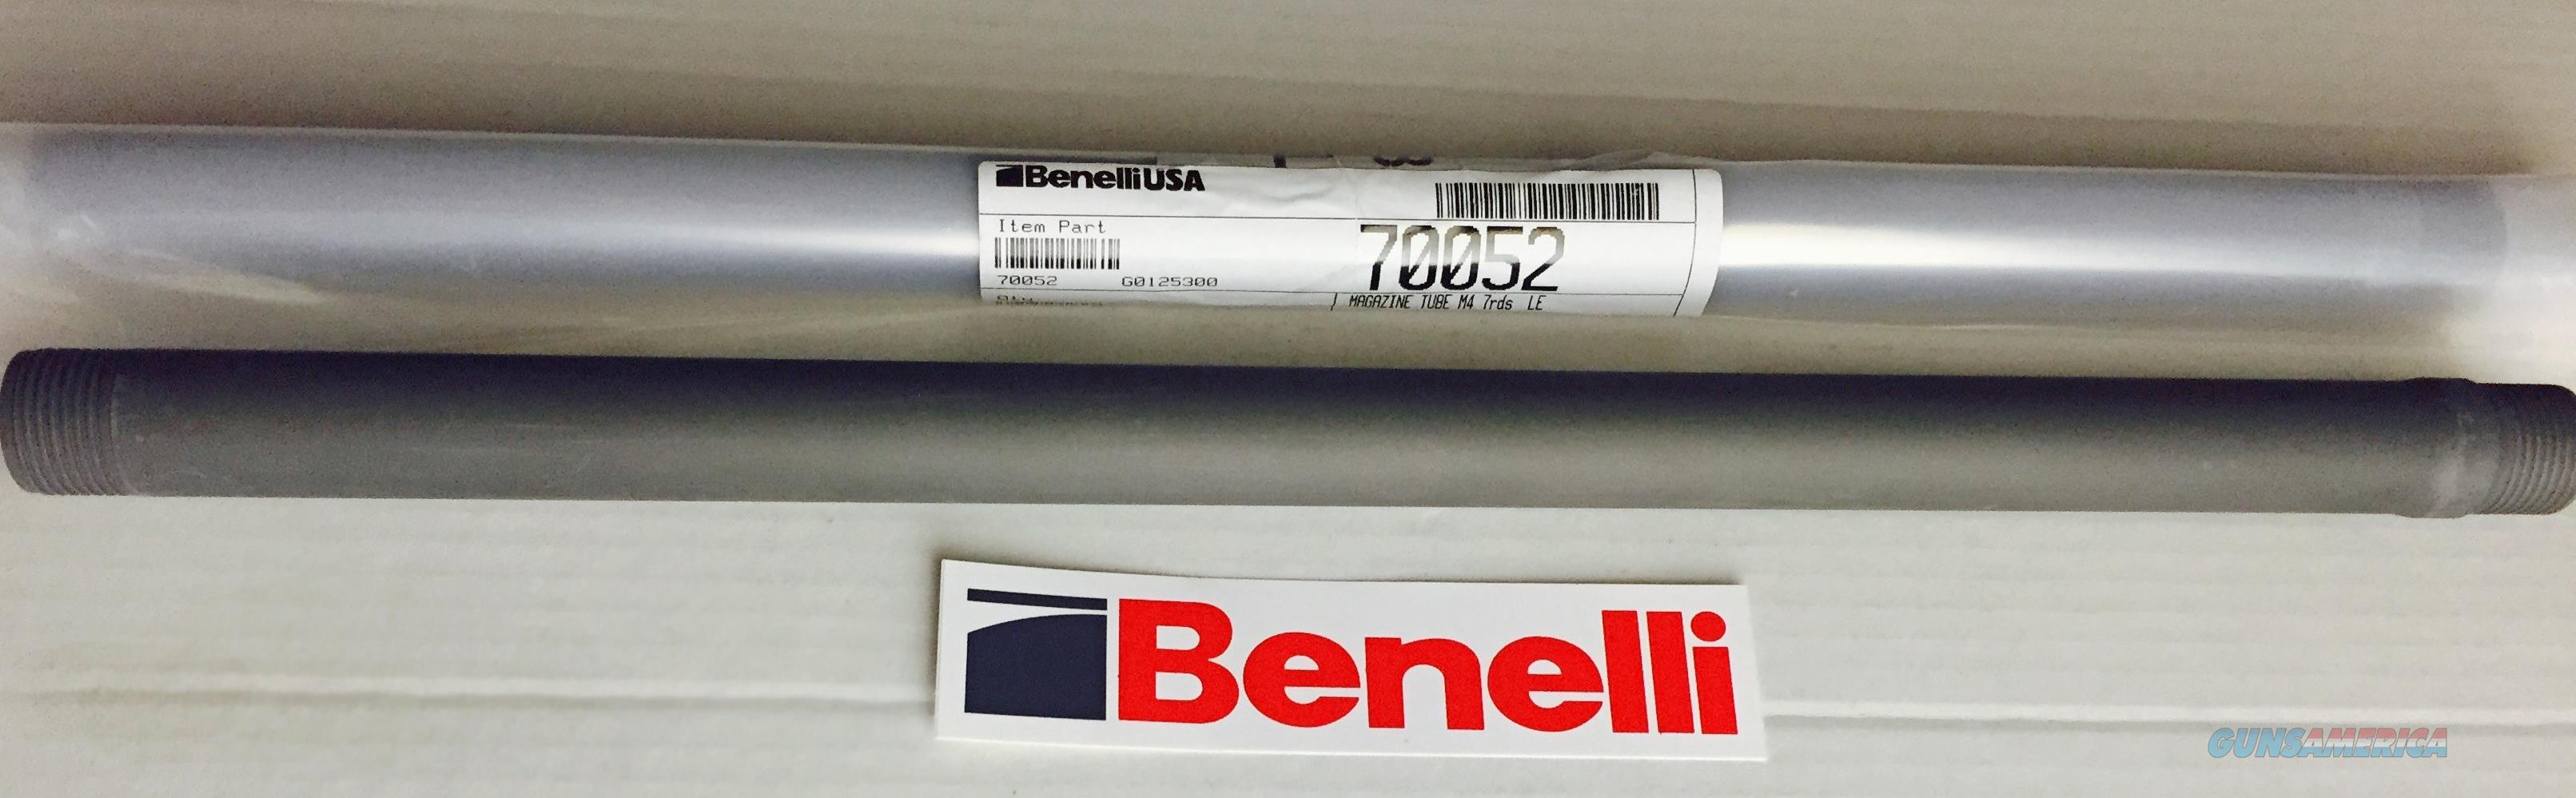 BenelliUSA
Item Part
70052
70052 G0125300
MAGAZINE TUBE M4 7rds LE
Benelli
GUNSAMERICA